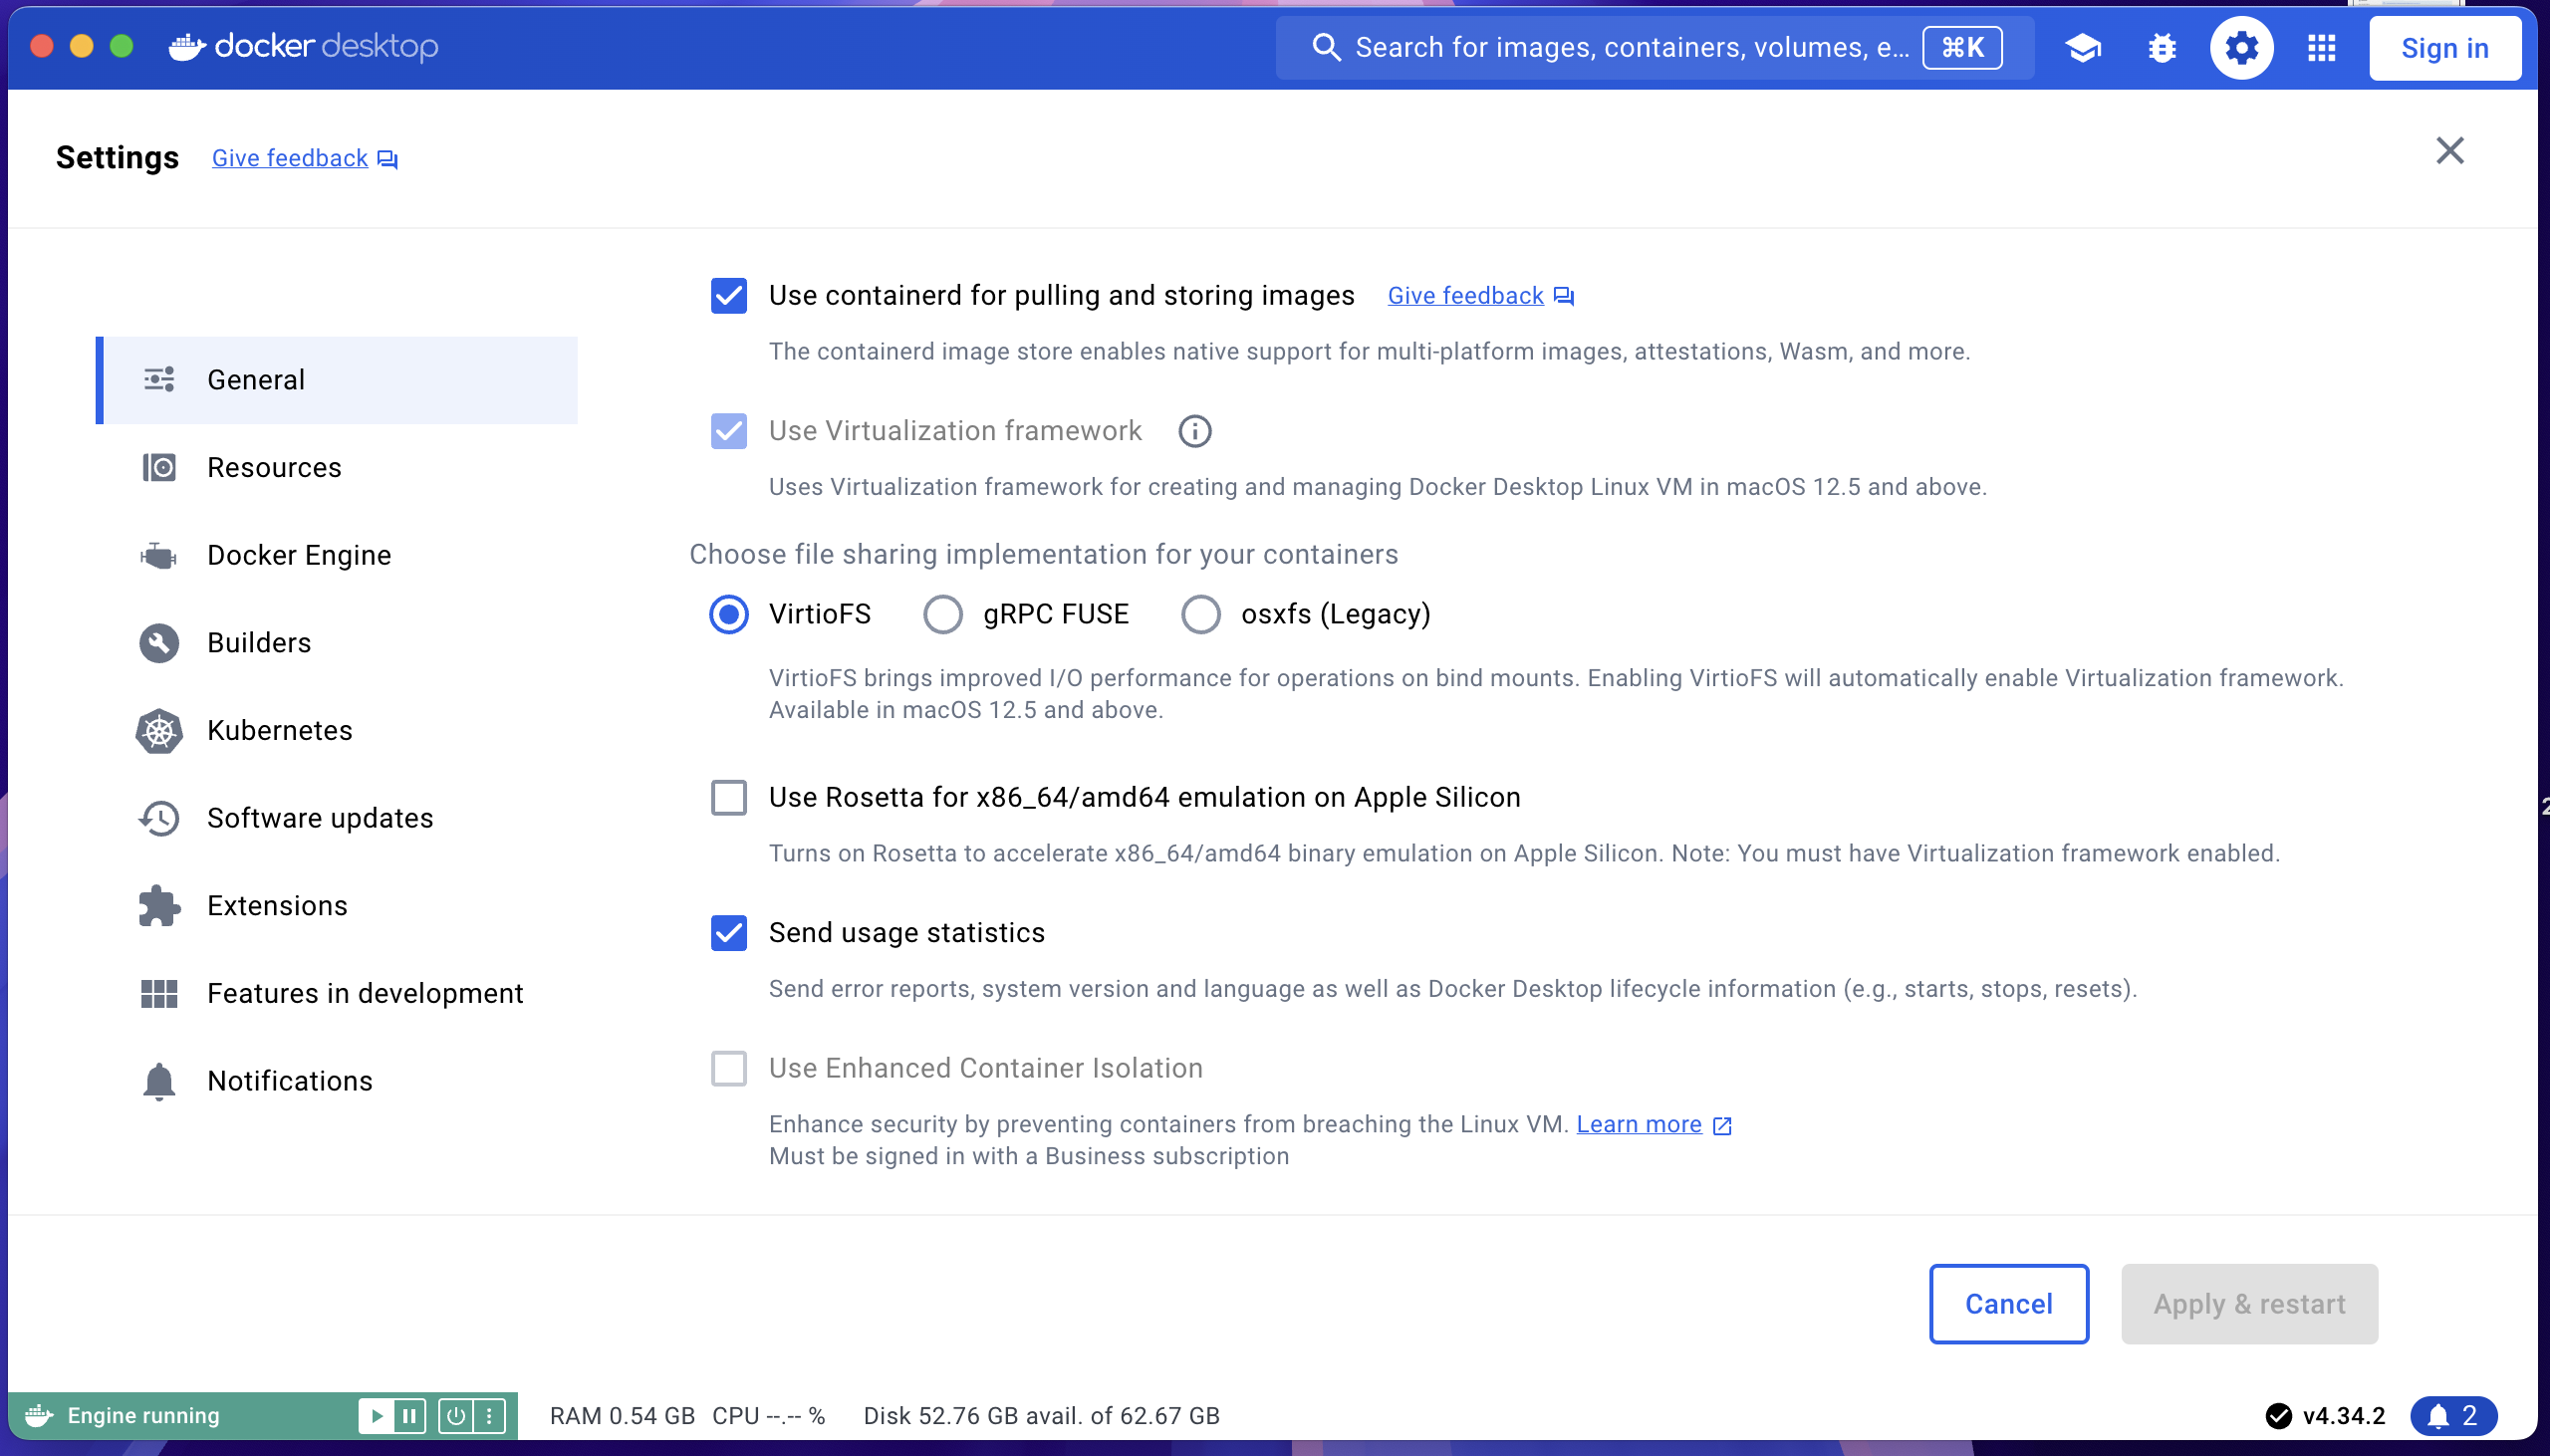 docker desktop
Search for images, containers, volumes, e... ⌘K
Sign in
Settings
Give feedback
General
Resources
Docker Engine
Builders
Kubernetes
Software updates
Extensions
Features in development
Notifications
Use containerd for pulling and storing images Give feedback
The containerd image store enables native support for multi-platform images, attestations, Wasm, and more.
Use Virtualization framework
Uses Virtualization framework for creating and managing Docker Desktop Linux VM in macOS 12.5 and above.
Choose file sharing implementation for your containers
VirtioFS gRPC FUSE osxfs (Legacy)
VirtioFS brings improved I/O performance for operations on bind mounts. Enabling VirtioFS will automatically enable Virtualization framework.
Available in macOS 12.5 and above.
Use Rosetta for x86_64/amd64 emulation on Apple Silicon
Turns on Rosetta to accelerate x86_64/amd64 binary emulation on Apple Silicon. Note: You must have Virtualization framework enabled.
Send usage statistics
Send error reports, system version and language as well as Docker Desktop lifecycle information (e.g., starts, stops, resets).
Use Enhanced Container Isolation
Enhance security by preventing containers from breaching the Linux VM. Learn more
Must be signed in with a Business subscription
Cancel
Apply & restart
Engine running
RAM 0.54 GB CPU --.-- % Disk 52.76 GB avail. of 62.67 GB
v4.34.2
2